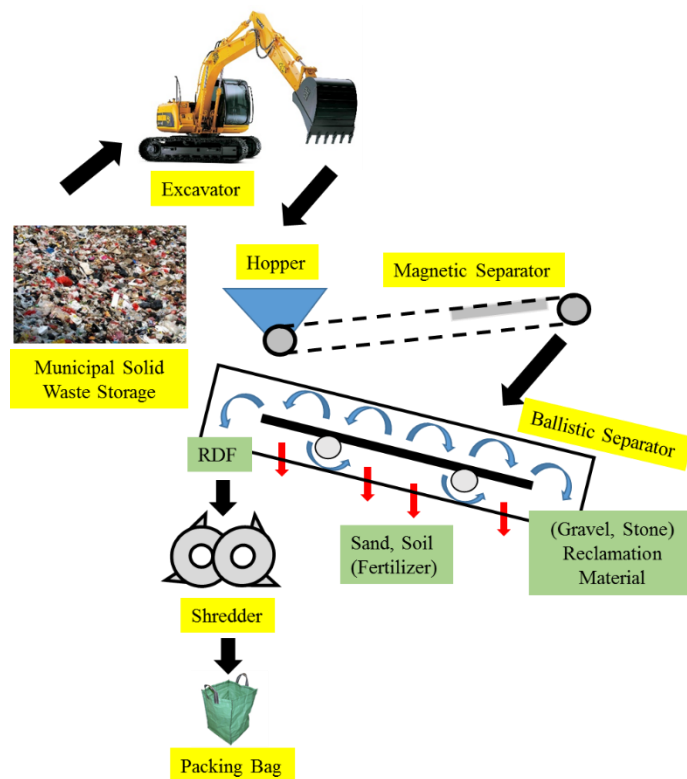 Excavator
Hopper
Magnetic Separator
Municipal Solid
Waste Storage
Ballistic Separator
RDF
Sand, Soil
(Fertilizer)
(Gravel, Stone)
Reclamation
Material
Shredder
Packing Bag